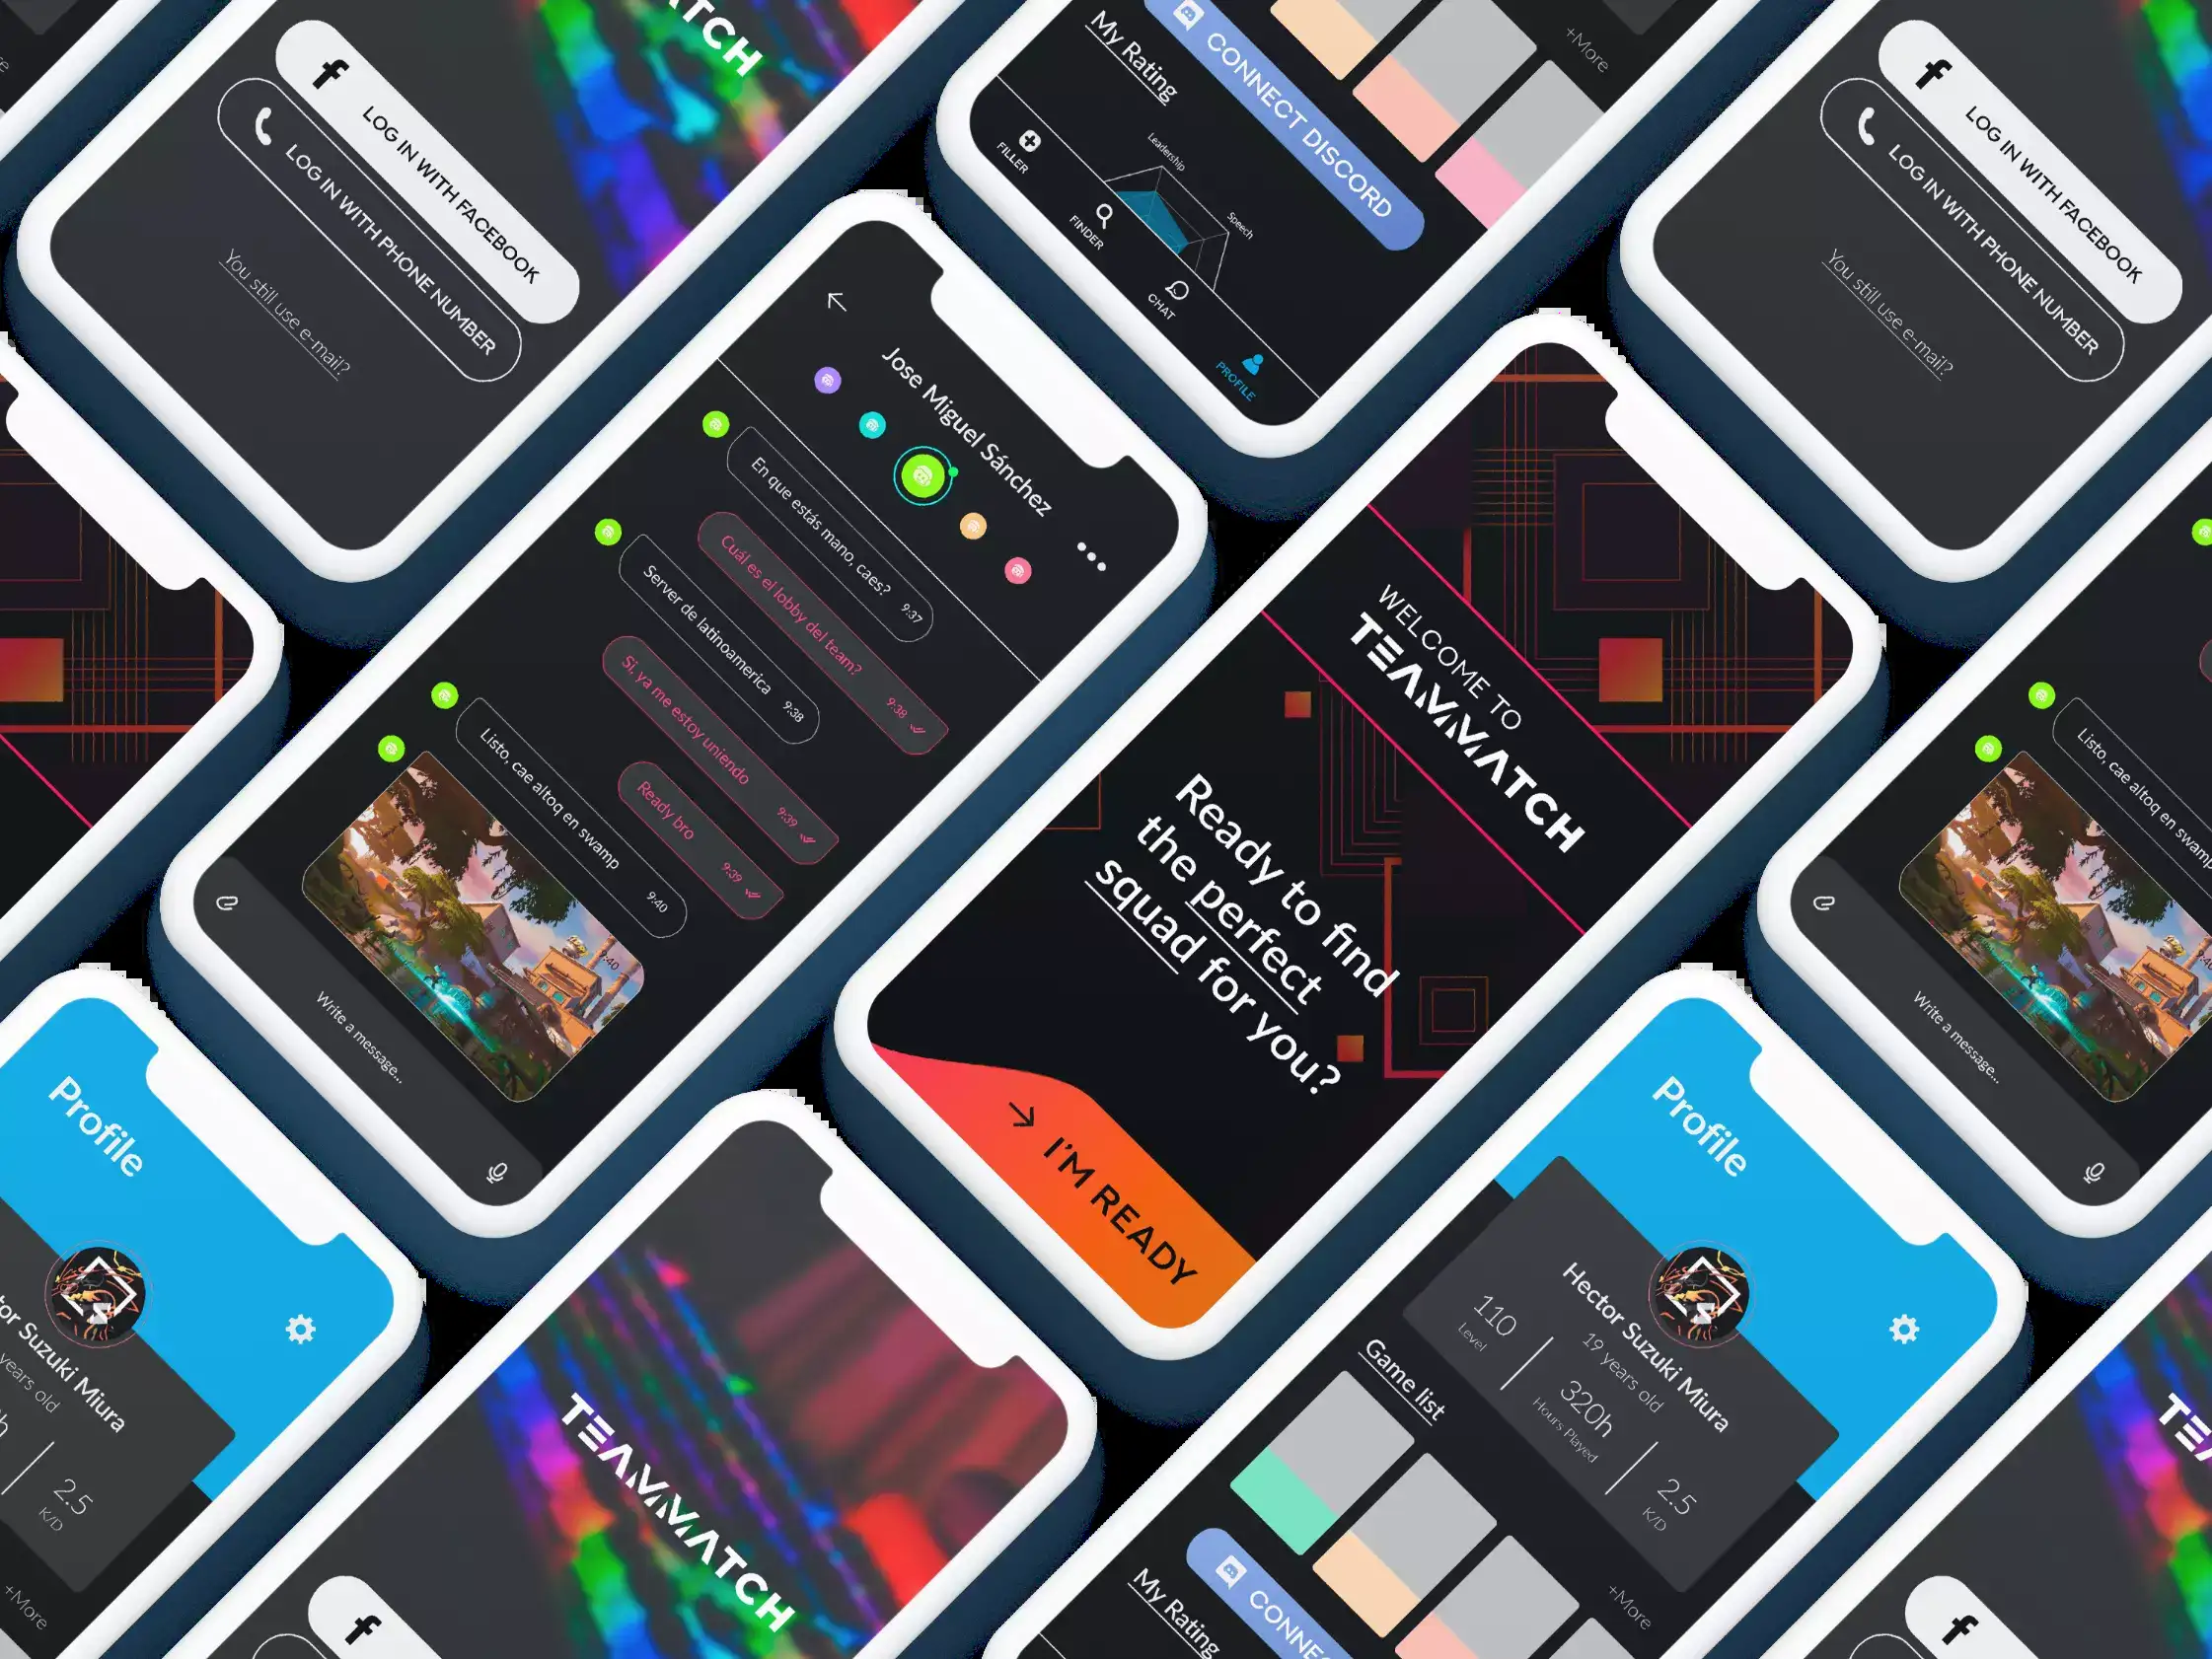 LOG IN WITH FACEBOOK
LOG IN WITH PHONE NUMBER
You still use e-mail?
ATCH
My Rating
CONNECT DISCORD
+More
Leadership
Speech
FILLER
FINDER
CHAT
PROFILE
LOG IN WITH FACEBOOK
LOG IN WITH PHONE NUMBER
You still use e-mail?
Jose Miguel Sánchez
En que estás mano, caes? 9:37
Cuál es el lobby del team? 9:38
Server de latinoamerica 9:38
Si, ya me estoy uniendo 9:39
Ready bro 9:39
Listo, cae altoq en swamp 9:40
:40
Write a message...
WELCOME TO
TEAMMATCH
Ready to find
the perfect
squad for you?
I'M READY
Listo, cae altoq en swamp
Write a message...
Profile
tor Suzuki Miura
years old
h
2.5
K/D
+More
TEAMMATCH
Profile
Hector Suzuki Miura
19 years old
110
Level
320h
Hours Played
2.5
K/D
Game list
+More
My Rating
CONNE
TEA